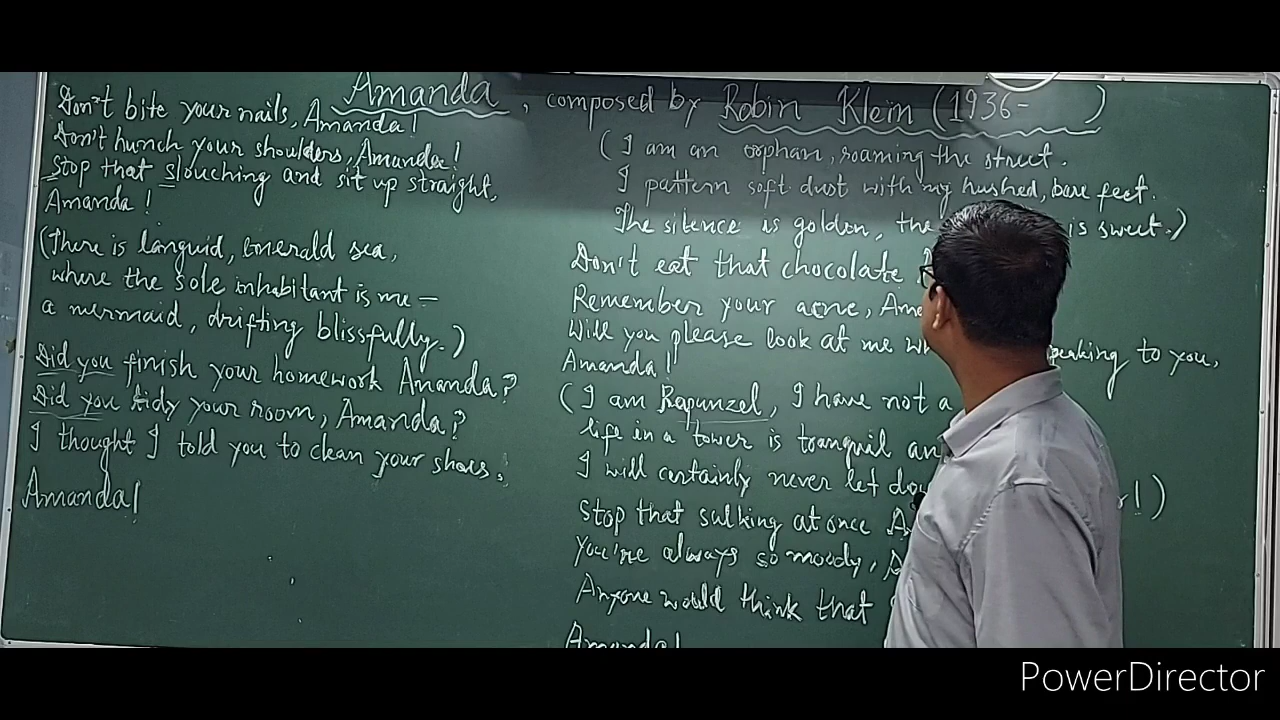 Amanda, composed by Robin Klein (1936- )
Don't bite your nails, Amanda!
Don't hunch your shoulders, Amanda!
Stop that slouching and sit up straight,
Amanda!
(There is languid, emerald sea,
where the sole inhabitant is me –
a mermaid, drifting blissfully.)
Did you finish your homework Amanda?
Did you tidy your room, Amanda?
I thought I told you to clean your shoes,
Amanda!
(I am an orphan, roaming the street.
I pattern soft dust with my hushed, bare feet.
The silence is golden, the is sweet.)
Don't eat that chocolate
Remember your acne,
Will you please look at me speaking to you,
Amanda!
(I am Rapunzel, I have not a
life in a tower is tranquil
I will certainly never let !)
Stop that sulking at once
You're always so moody,
Anyone would think that
Amanda!
PowerDirector